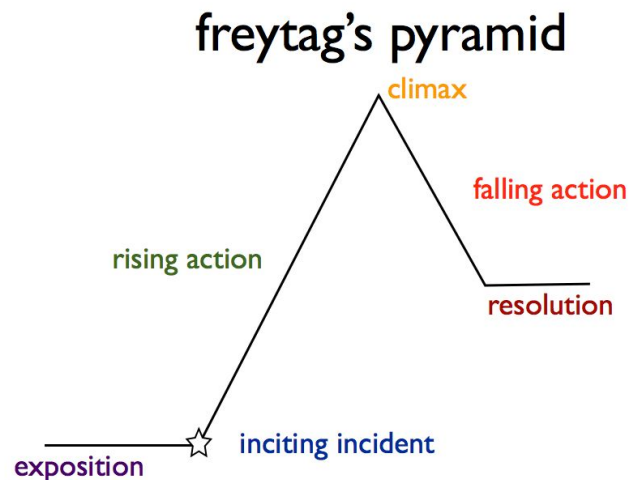 freytag's pyramid
climax
falling action
rising action
resolution
inciting incident
exposition